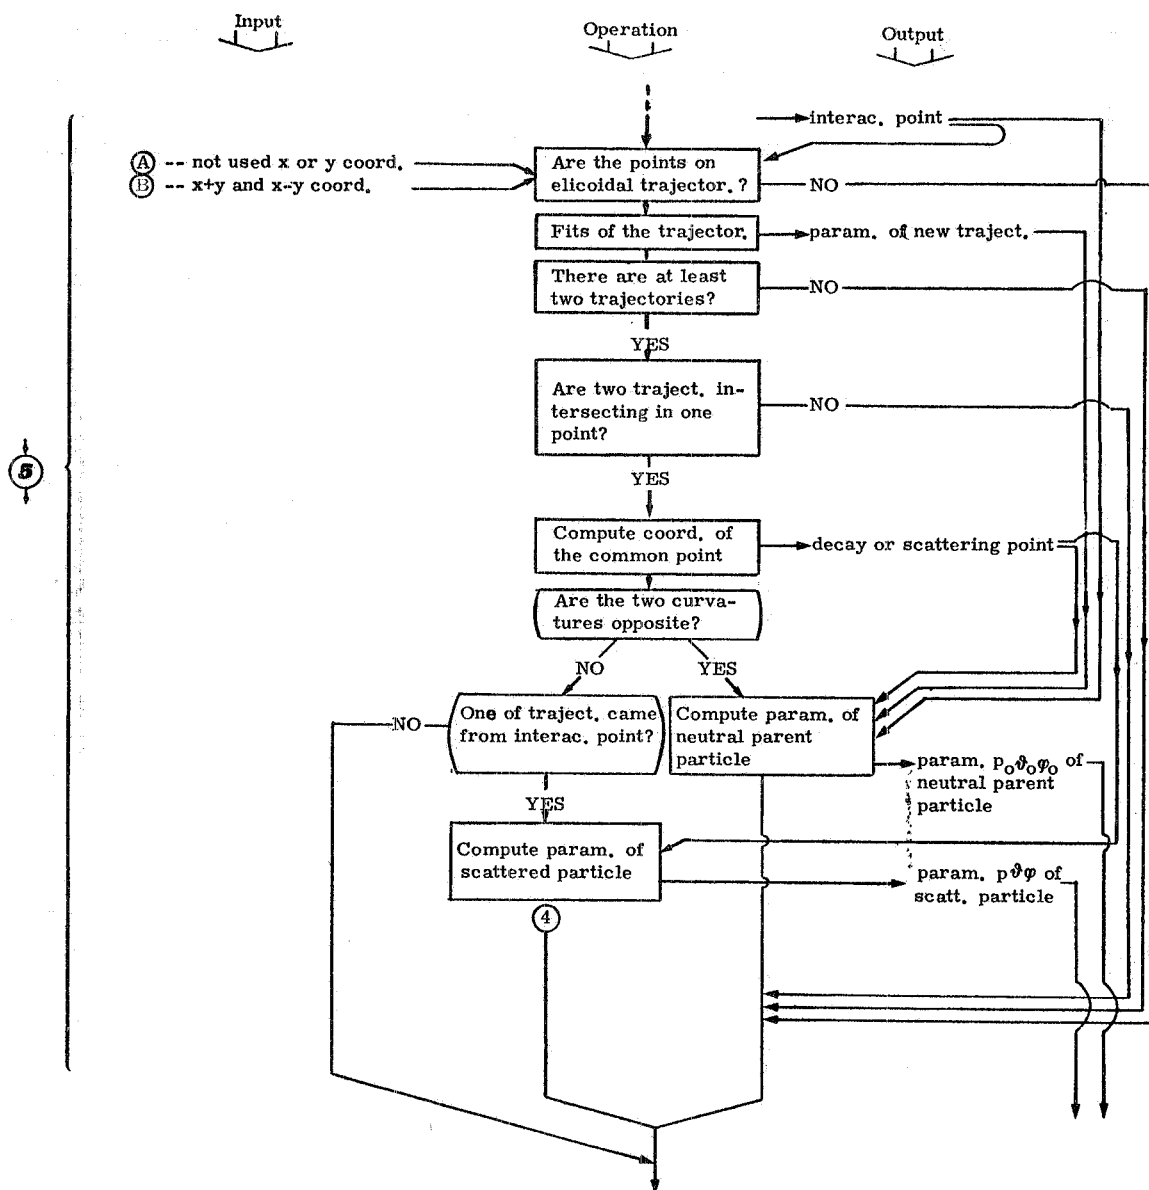 Input
Operation
Output
interac. point
A -- not used x or y coord.
B -- x+y and x-y coord.
Are the points on
elicoidal trajector.?
NO
Fits of the trajector.
param. of new traject.
There are at least
two trajectories?
NO
YES
Are two traject. in-
tersecting in one
point?
NO
5
YES
Compute coord. of
the common point
decay or scattering point
Are the two curva-
tures opposite?
NO
YES
NO
One of traject. came
from interac. point?
Compute param. of
neutral parent
particle
param. p₀ϑ₀φ₀ of
neutral parent
particle
YES
Compute param. of
scattered particle
param. pϑφ of
scatt. particle
4